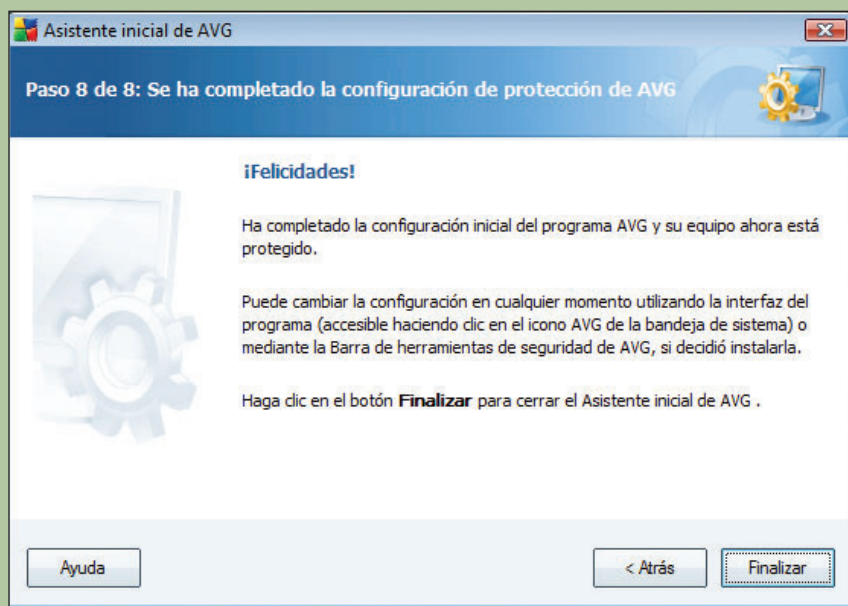 Asistente inicial de AVG
Paso 8 de 8: Se ha completado la configuración de protección de AVG
¡Felicidades!
Ha completado la configuración inicial del programa AVG y su equipo ahora está
protegido.
Puede cambiar la configuración en cualquier momento utilizando la interfaz del
programa (accesible haciendo clic en el icono AVG de la bandeja de sistema) o
mediante la Barra de herramientas de seguridad de AVG, si decidió instalarla.
Haga clic en el botón Finalizar para cerrar el Asistente inicial de AVG .
Ayuda
< Atrás
Finalizar